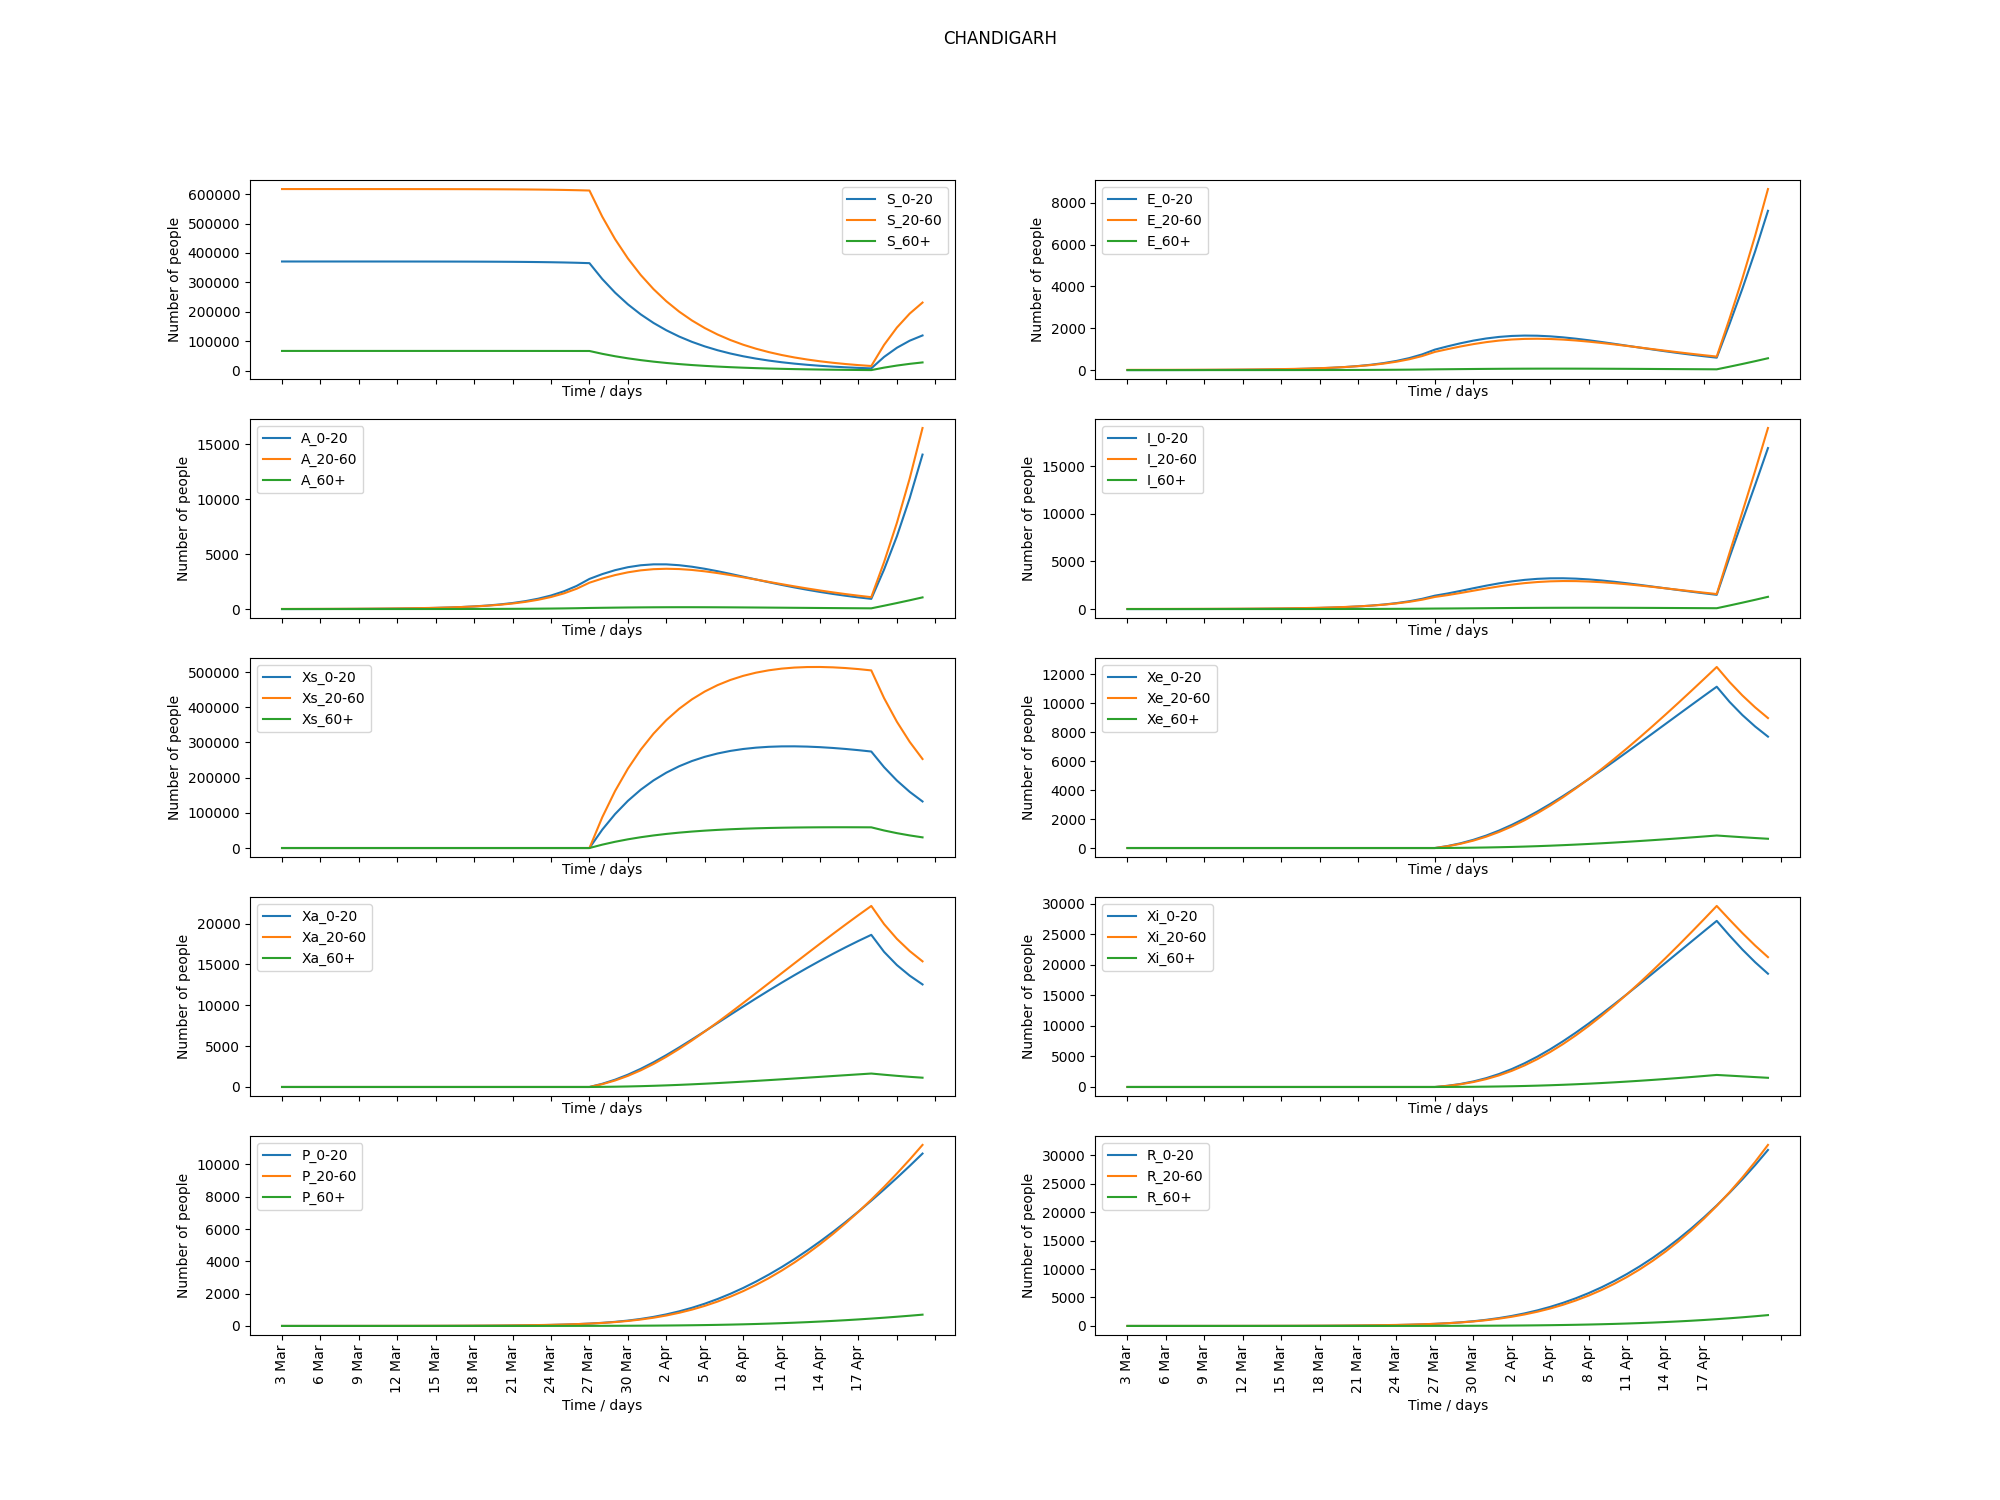 CHANDIGARH
600000
500000
400000
300000
200000
100000
0
Number of people
S_0-20
S_20-60
S_60+
Time / days
8000
6000
4000
2000
0
Number of people
E_0-20
E_20-60
E_60+
Time / days
15000
10000
5000
0
Number of people
A_0-20
A_20-60
A_60+
Time / days
15000
10000
5000
0
Number of people
I_0-20
I_20-60
I_60+
Time / days
500000
400000
300000
200000
100000
0
Number of people
Xs_0-20
Xs_20-60
Xs_60+
Time / days
12000
10000
8000
6000
4000
2000
0
Number of people
Xe_0-20
Xe_20-60
Xe_60+
Time / days
20000
15000
10000
5000
0
Number of people
Xa_0-20
Xa_20-60
Xa_60+
Time / days
30000
25000
20000
15000
10000
5000
0
Number of people
Xi_0-20
Xi_20-60
Xi_60+
Time / days
10000
8000
6000
4000
2000
0
Number of people
P_0-20
P_20-60
P_60+
3 Mar
6 Mar
9 Mar
12 Mar
15 Mar
18 Mar
21 Mar
24 Mar
27 Mar
30 Mar
2 Apr
5 Apr
8 Apr
11 Apr
14 Apr
17 Apr
Time / days
30000
25000
20000
15000
10000
5000
0
Number of people
R_0-20
R_20-60
R_60+
3 Mar
6 Mar
9 Mar
12 Mar
15 Mar
18 Mar
21 Mar
24 Mar
27 Mar
30 Mar
2 Apr
5 Apr
8 Apr
11 Apr
14 Apr
17 Apr
Time / days